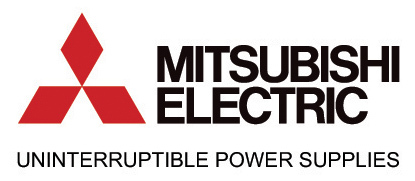 MITSUBISHI
ELECTRIC
UNINTERRUPTIBLE POWER SUPPLIES